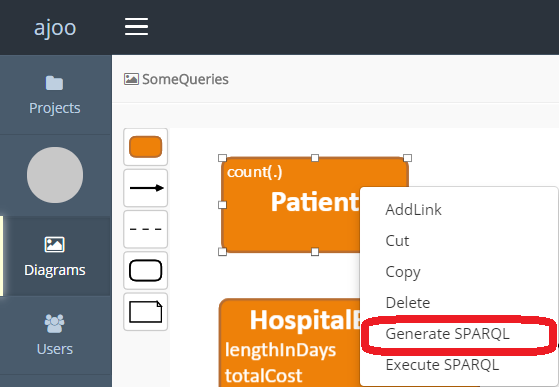 ajoo
SomeQueries
Projects
Diagrams
Users
count(.)
Patient
AddLink
Cut
Copy
Delete
Generate SPARQL
Execute SPARQL
lengthInDays
totalCost